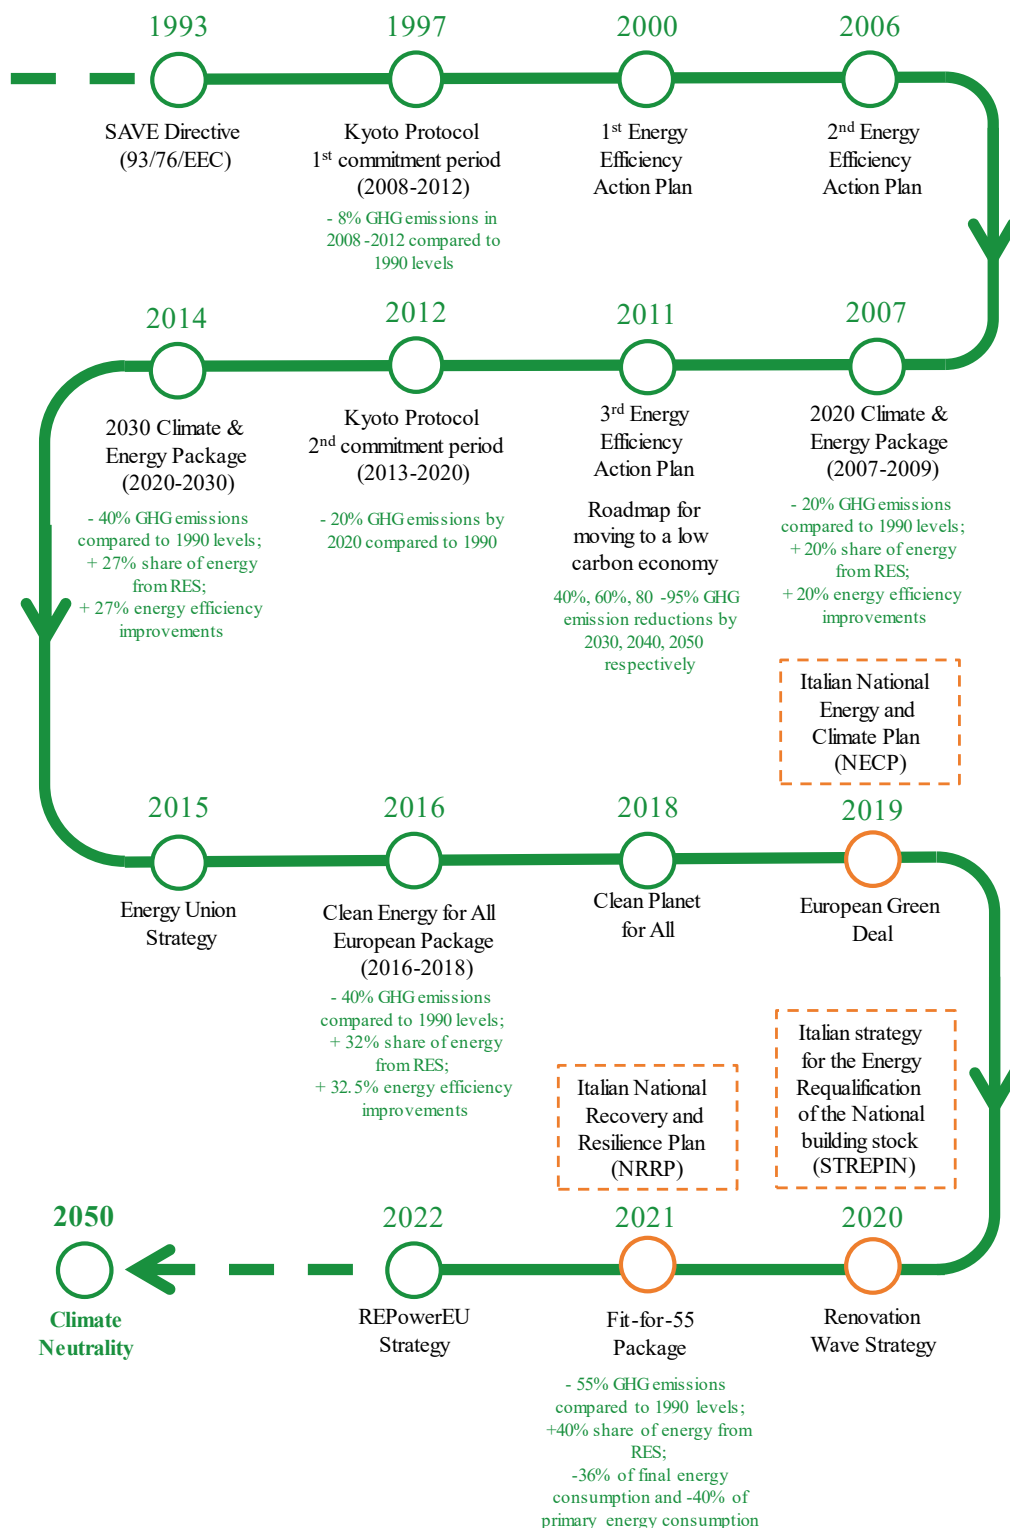 1993
SAVE Directive
(93/76/EEC)
1997
Kyoto Protocol
1st commitment period
(2008-2012)
- 8% GHG emissions in
2008-2012 compared to
1990 levels
2000
1st Energy
Efficiency
Action Plan
2006
2nd Energy
Efficiency
Action Plan
2007
2020 Climate &
Energy Package
(2007-2009)
- 20% GHG emissions
compared to 1990 levels;
+ 20% share of energy
from RES;
+ 20% energy efficiency
improvements
2011
3rd Energy
Efficiency
Action Plan
Roadmap for
moving to a low
carbon economy
40%, 60%, 80 -95% GHG
emission reductions by
2030, 2040, 2050
respectively
2012
Kyoto Protocol
2nd commitment period
(2013-2020)
- 20% GHG emissions by
2020 compared to 1990
2014
2030 Climate &
Energy Package
(2020-2030)
- 40% GHG emissions
compared to 1990 levels;
+ 27% share of energy
from RES;
+ 27% energy efficiency
improvements
2015
Energy Union
Strategy
2016
Clean Energy for All
European Package
(2016-2018)
- 40% GHG emissions
compared to 1990 levels;
+ 32% share of energy
from RES;
+ 32.5% energy efficiency
improvements
2018
Clean Planet
for All
Italian National
Energy and
Climate Plan
(NECP)
2019
European Green
Deal
Italian strategy
for the Energy
Requalification
of the National
building stock
(STREPIN)
2020
Renovation
Wave Strategy
Italian National
Recovery and
Resilience Plan
(NRRP)
2021
Fit-for-55
Package
- 55% GHG emissions
compared to 1990 levels;
+40% share of energy from
RES;
-36% of final energy
consumption and -40% of
primary energy consumption
2022
REPowerEU
Strategy
2050
Climate
Neutrality